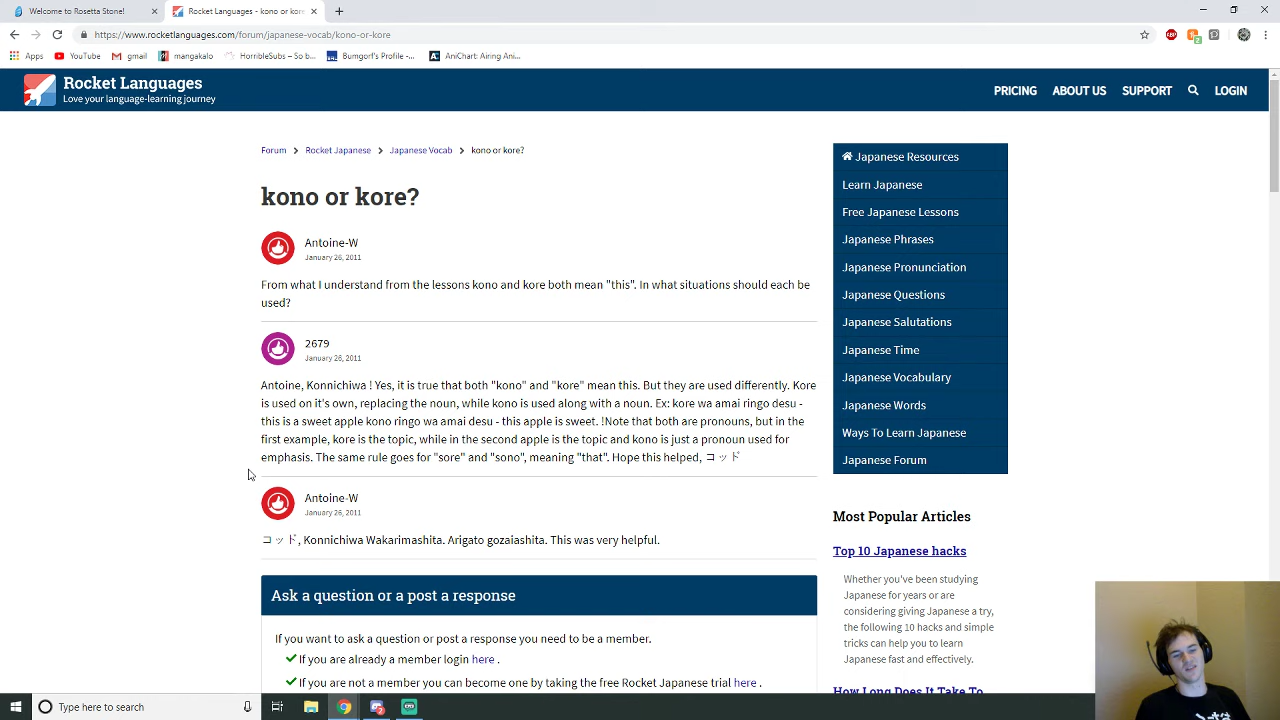 Welcome to Rosetta Stone!
Rocket Languages - kono or kore
https://www.rocketlanguages.com/forum/japanese-vocab/kono-or-kore
Apps
YouTube
gmail
mangakalo
HorribleSubs – So b...
Bumgorf's Profile -...
AniChart: Airing Ani...
Rocket Languages
Love your language-learning journey
PRICING
ABOUT US
SUPPORT
LOGIN
Forum
Rocket Japanese
Japanese Vocab
kono or kore?
kono or kore?
Antoine-W
January 26, 2011
From what I understand from the lessons kono and kore both mean "this". In what situations should each be
used?
2679
January 26, 2011
Antoine, Konnichiwa ! Yes, it is true that both "kono" and "kore" mean this. But they are used differently. Kore
is used on it's own, replacing the noun, while kono is used along with a noun. Ex: kore wa amai ringo desu -
this is a sweet apple kono ringo wa amai desu - this apple is sweet. !Note that both are pronouns, but in the
first example, kore is the topic, while in the second apple is the topic and kono is just a pronoun used for
emphasis. The same rule goes for "sore" and "sono", meaning "that". Hope this helped, コッド
Antoine-W
January 26, 2011
コッド, Konnichiwa Wakarimashita. Arigato gozaiashita. This was very helpful.
Ask a question or a post a response
If you want to ask a question or post a response you need to be a member.
If you are already a member login here .
If you are not a member you can become one by taking the free Rocket Japanese trial here .
Japanese Resources
Learn Japanese
Free Japanese Lessons
Japanese Phrases
Japanese Pronunciation
Japanese Questions
Japanese Salutations
Japanese Time
Japanese Vocabulary
Japanese Words
Ways To Learn Japanese
Japanese Forum
Most Popular Articles
Top 10 Japanese hacks
Whether you've been studying
Japanese for years or are
considering giving Japanese a try,
the following 10 hacks and simple
tricks can help you to learn
Japanese fast and effectively.
How Long Does It Take To
Type here to search